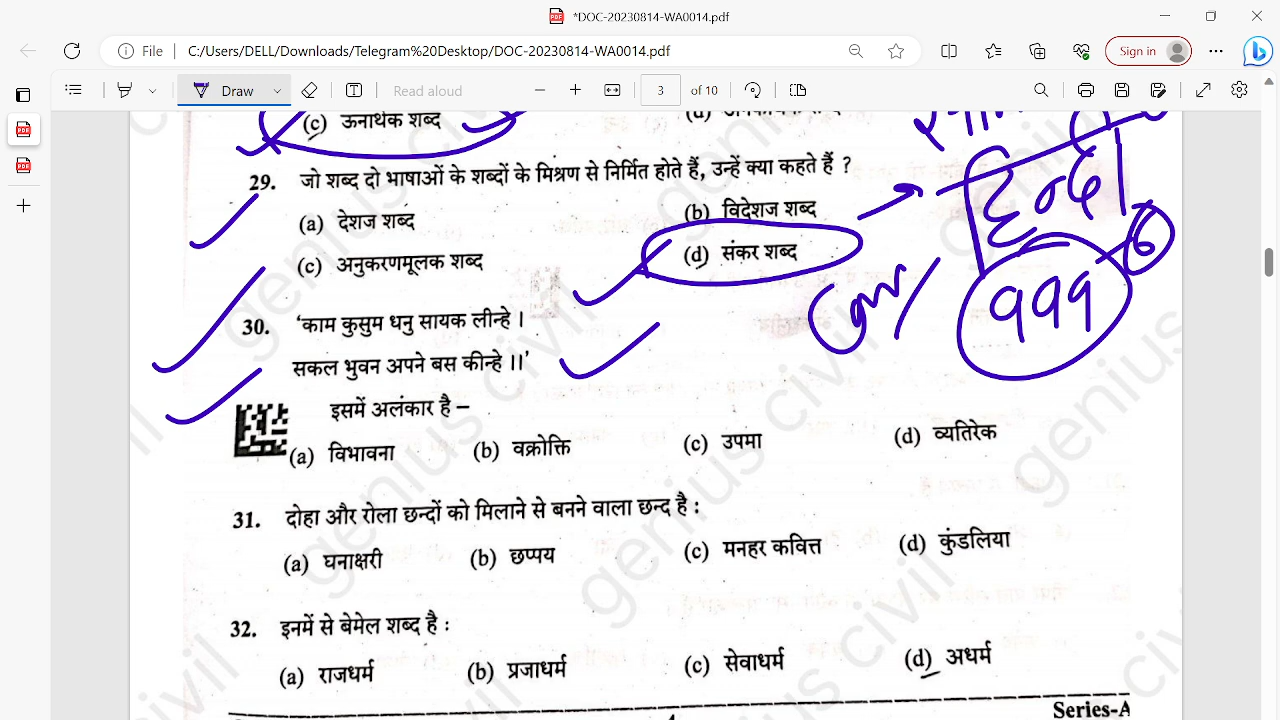 *DOC-20230814-WA0014.pdf
File C:/Users/DELL/Downloads/Telegram%20Desktop/DOC-20230814-WA0014.pdf Sign in
Draw Read aloud 3 of 10
(c) ऊनार्थक शब्द
29. जो शब्द दो भाषाओं के शब्दों के मिश्रण से निर्मित होते हैं, उन्हें क्या कहते हैं ?
(a) देशज शब्द (b) विदेशज शब्द
(c) अनुकरणमूलक शब्द (d) संकर शब्द
हिन्दी
999
30. 'काम कुसुम धनु सायक लीन्हे ।
सकल भुवन अपने बस कीन्हे ।।'
इसमें अलंकार है –
(a) विभावना (b) वक्रोक्ति (c) उपमा (d) व्यतिरेक
31. दोहा और रोला छन्दों को मिलाने से बनने वाला छन्द है :
(a) घनाक्षरी (b) छप्पय (c) मनहर कवित्त (d) कुंडलिया
32. इनमें से बेमेल शब्द है :
(a) राजधर्म (b) प्रजाधर्म (c) सेवाधर्म (d) अधर्म
Series-A
genius civil